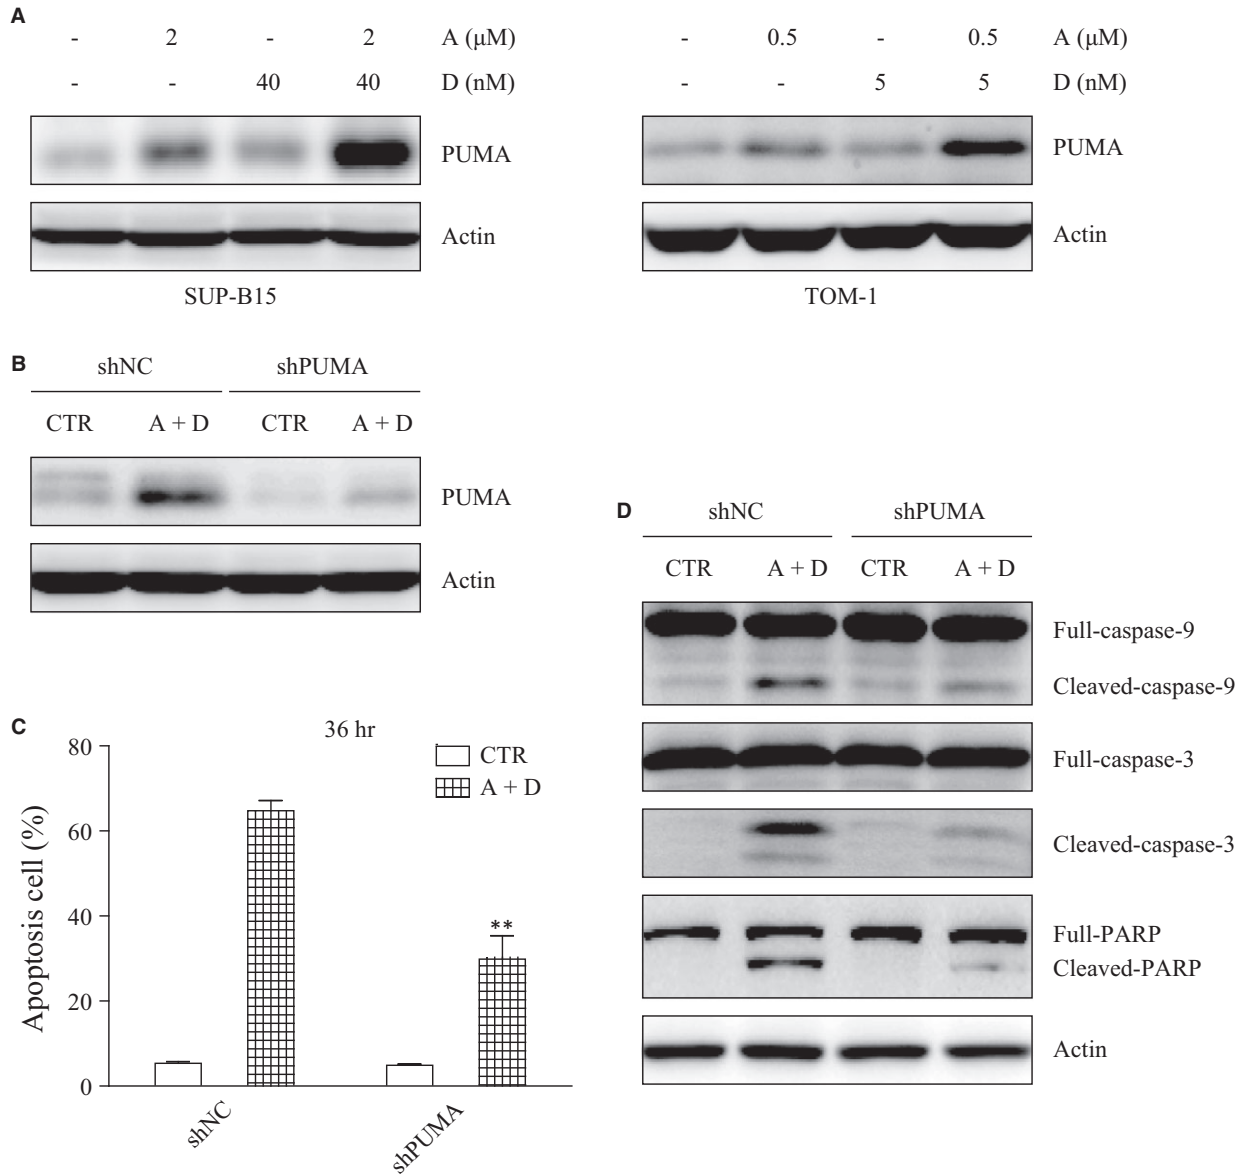 A
- 2 - 2 A (μM)
- - 40 40 D (nM)
PUMA
Actin
SUP-B15
- 0.5 - 0.5 A (μM)
- - 5 5 D (nM)
PUMA
Actin
TOM-1
B
shNC shPUMA
CTR A + D CTR A + D
PUMA
Actin
C
36 hr
CTR
A + D
Apoptosis cell (%)
80
60
40
20
0
**
shNC
shPUMA
D
shNC shPUMA
CTR A + D CTR A + D
Full-caspase-9
Cleaved-caspase-9
Full-caspase-3
Cleaved-caspase-3
Full-PARP
Cleaved-PARP
Actin